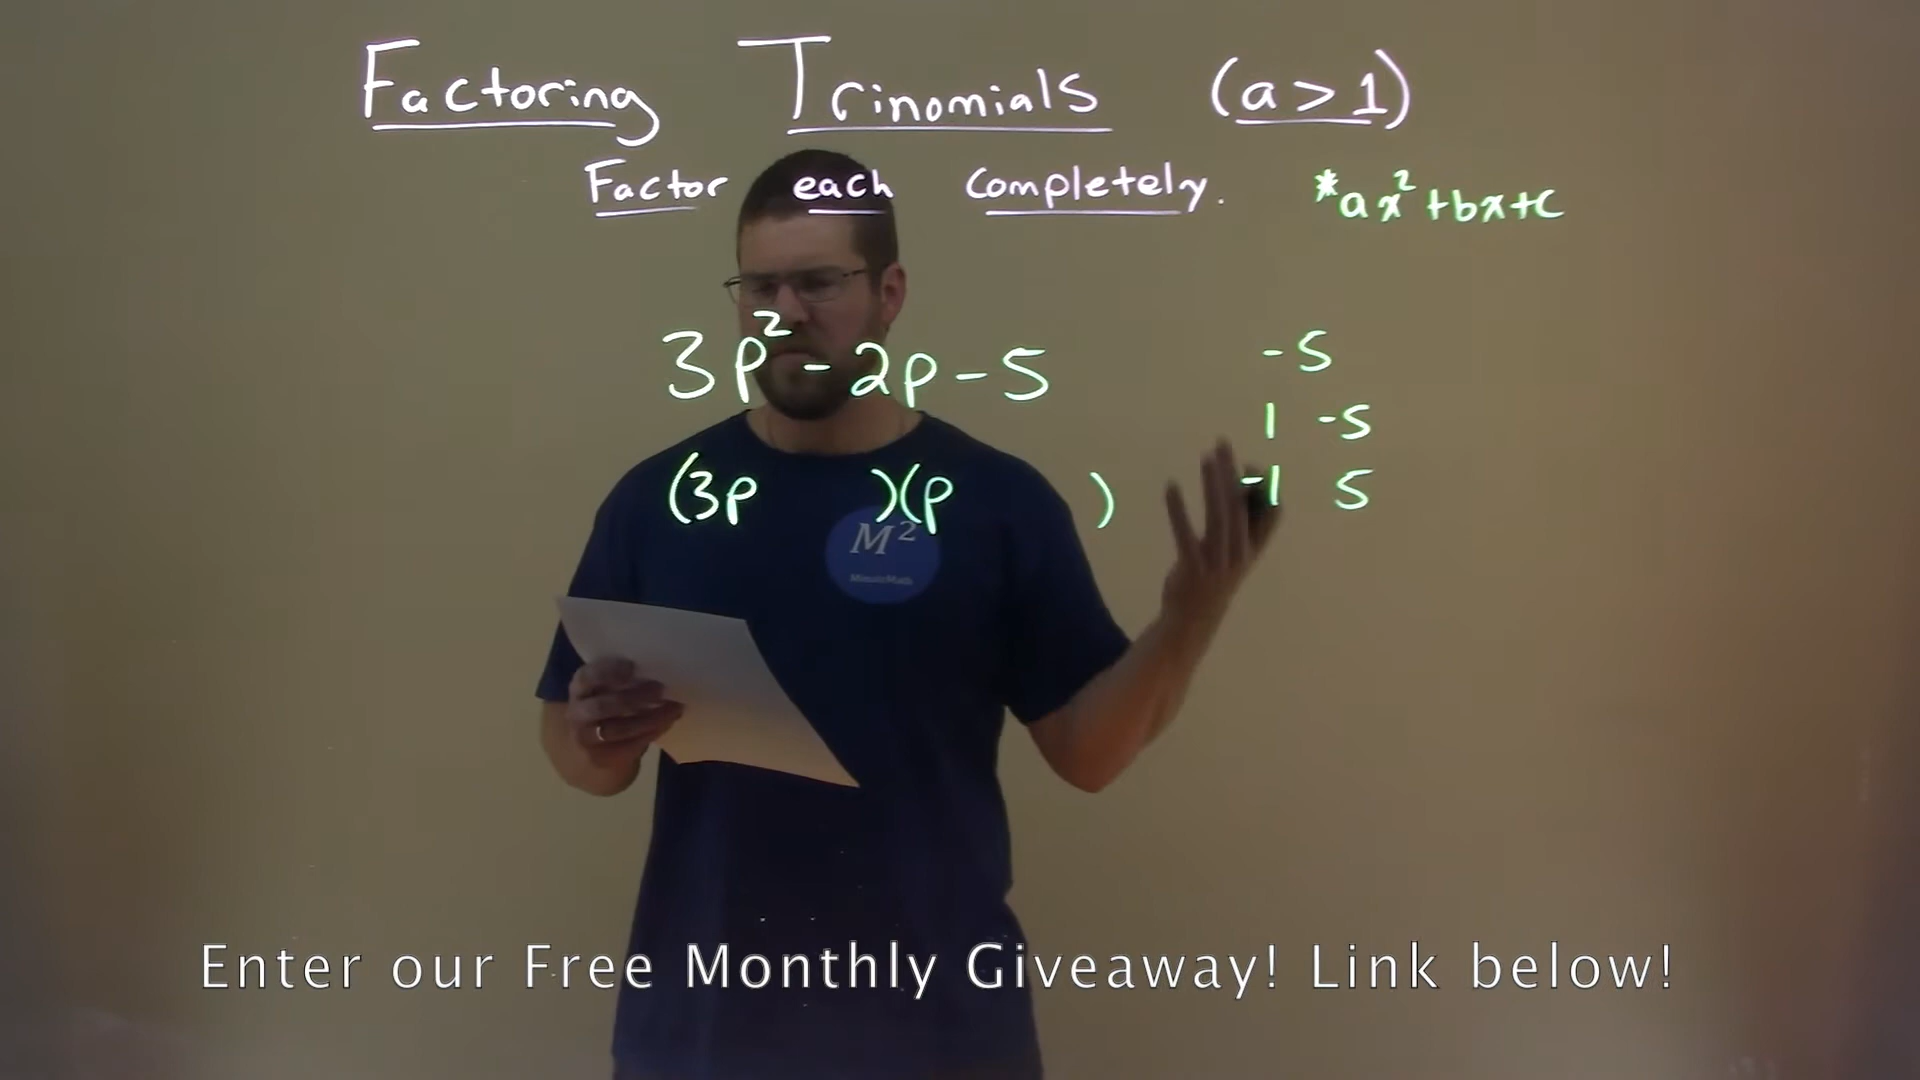 Factoring Trinomials (a > 1)
Factor each completely.
*ax²+bx+c
3p² - 2p - 5
-5
1 -5
(3p )(p )
-1 5
M²
MinuteMath
Enter our Free Monthly Giveaway! Link below!